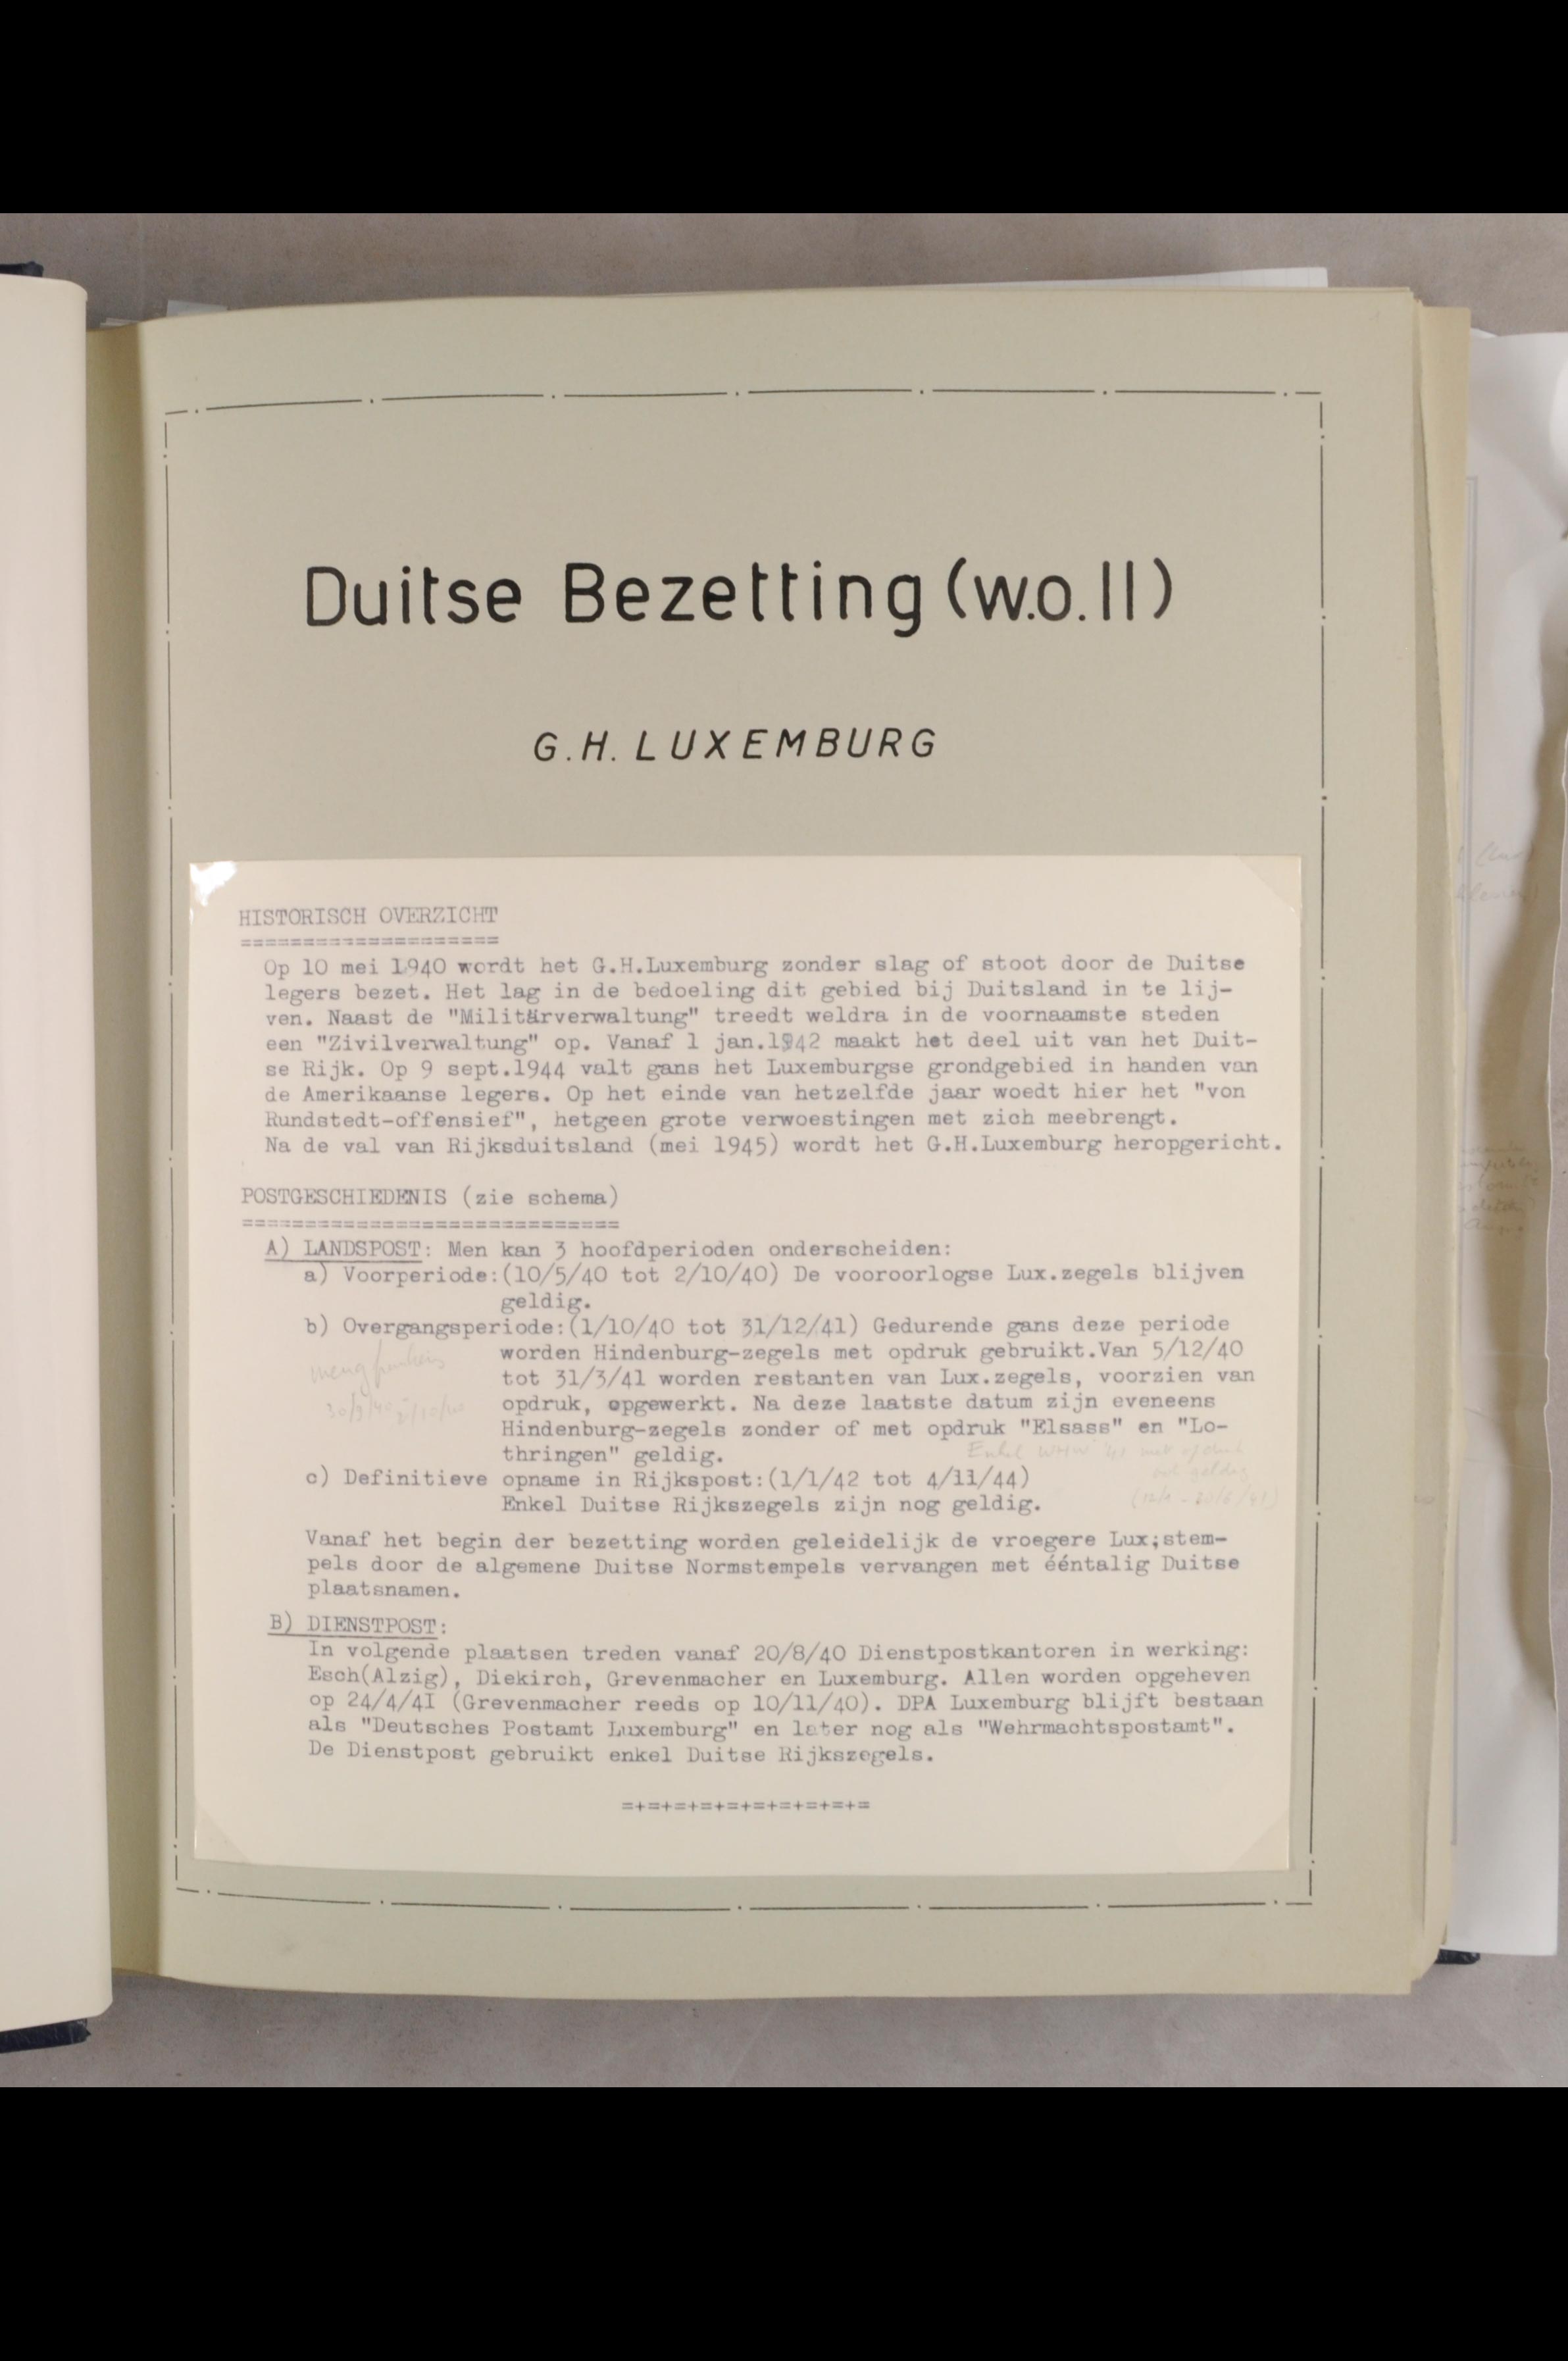 Duitse Bezetting (w.o.II)
G.H. LUXEMBURG
HISTORISCH OVERZICHT
=====================
Op 10 mei 1940 wordt het G.H.Luxemburg zonder slag of stoot door de Duitse
legers bezet. Het lag in de bedoeling dit gebied bij Duitsland in te lij-
ven. Naast de "Militärverwaltung" treedt weldra in de voornaamste steden
een "Zivilverwaltung" op. Vanaf 1 jan.1942 maakt het deel uit van het Duit-
se Rijk. Op 9 sept.1944 valt gans het Luxemburgse grondgebied in handen van
de Amerikaanse legers. Op het einde van hetzelfde jaar woedt hier het "von
Rundstedt-offensief", hetgeen grote verwoestingen met zich meebrengt.
Na de val van Rijksduitsland (mei 1945) wordt het G.H.Luxemburg heropgericht.
POSTGESCHIEDENIS (zie schema)
==============================
A) LANDSPOST: Men kan 3 hoofdperioden onderscheiden:
a) Voorperiode:(10/5/40 tot 2/10/40) De vooroorlogse Lux.zegels blijven
geldig.
b) Overgangsperiode:(1/10/40 tot 31/12/41) Gedurende gans deze periode
worden Hindenburg-zegels met opdruk gebruikt.Van 5/12/40
tot 31/3/41 worden restanten van Lux.zegels, voorzien van
opdruk, opgewerkt. Na deze laatste datum zijn eveneens
Hindenburg-zegels zonder of met opdruk "Elsass" en "Lo-
thringen" geldig.
30/9/40 - 2/10/40
Enkel WHW '41 met opdruk
geldig
c) Definitieve opname in Rijkspost:(1/1/42 tot 4/11/44)
Enkel Duitse Rijkszegels zijn nog geldig.
Vanaf het begin der bezetting worden geleidelijk de vroegere Lux;stem-
pels door de algemene Duitse Normstempels vervangen met ééntalig Duitse
plaatsnamen.
B) DIENSTPOST:
In volgende plaatsen treden vanaf 20/8/40 Dienstpostkantoren in werking:
Esch(Alzig), Diekirch, Grevenmacher en Luxemburg. Allen worden opgeheven
op 24/4/4I (Grevenmacher reeds op 10/11/40). DPA Luxemburg blijft bestaan
als "Deutsches Postamt Luxemburg" en later nog als "Wehrmachtspostamt".
De Dienstpost gebruikt enkel Duitse Rijkszegels.
=+=+=+=+=+=+=+=+=+=